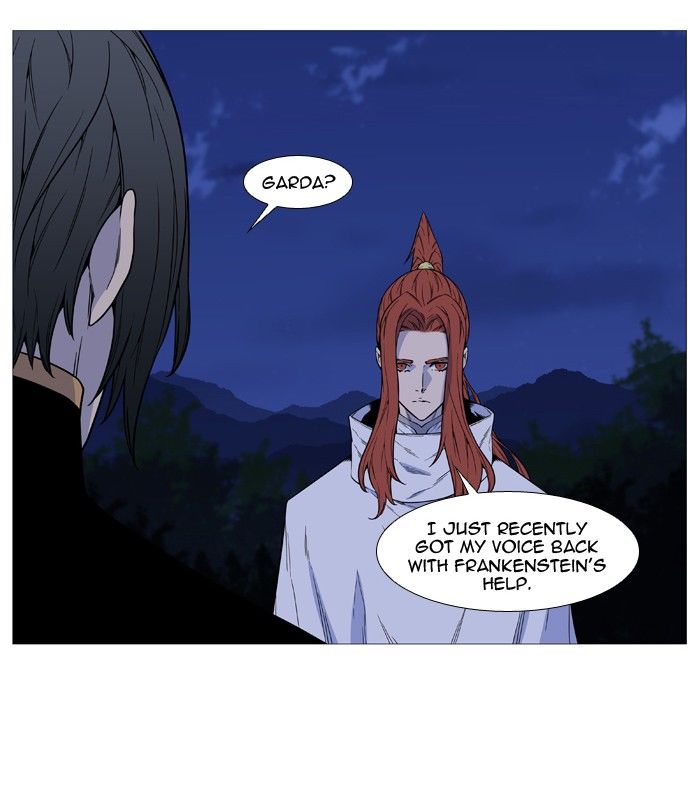 GARDA?
I JUST RECENTLY
GOT MY VOICE BACK
WITH FRANKENSTEIN'S
HELP.